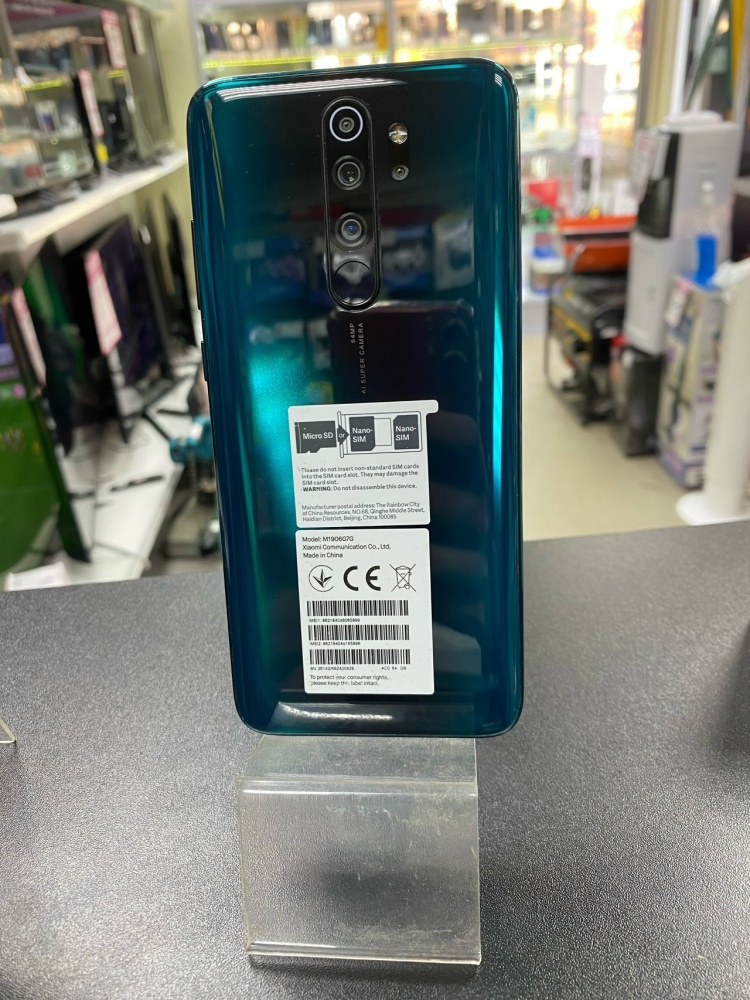 64MP
AI SUPER CAMERA
Micro SD or Nano-SIM Nano-SIM
Please do not insert non-standard SIM cards
into the SIM card slot. They may damage the
SIM card slot.
WARNING: Do not disassemble this device.
Manufacturer postal address: The Rainbow City
of China Resources, NO.68, Qinghe Middle Street,
Haidian District, Beijing, China 100085
Model: M1906G7G
Xiaomi Communication Co., Ltd.
Made in China
CE
IMEI1:
IMEI2:
SN:
To protect your consumer rights,
please keep the label intact.